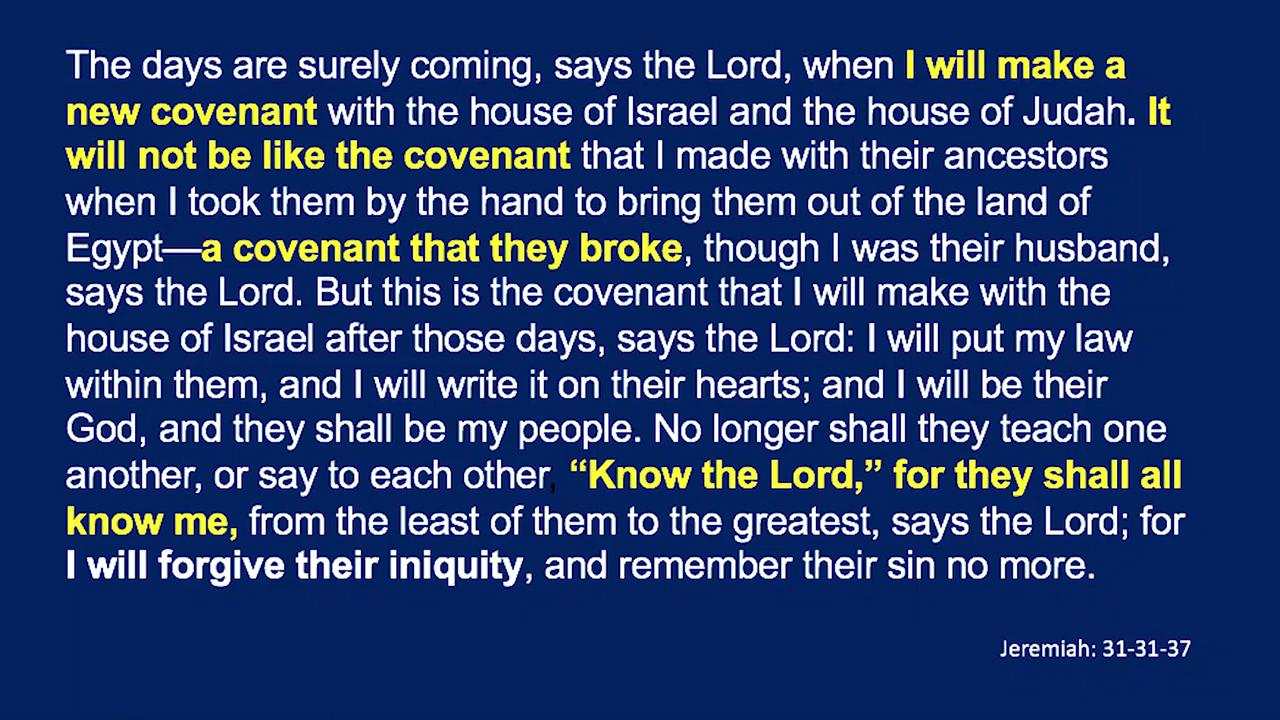 The days are surely coming, says the Lord, when I will make a
new covenant with the house of Israel and the house of Judah. It
will not be like the covenant that I made with their ancestors
when I took them by the hand to bring them out of the land of
Egypt—a covenant that they broke, though I was their husband,
says the Lord. But this is the covenant that I will make with the
house of Israel after those days, says the Lord: I will put my law
within them, and I will write it on their hearts; and I will be their
God, and they shall be my people. No longer shall they teach one
another, or say to each other, “Know the Lord,” for they shall all
know me, from the least of them to the greatest, says the Lord; for
I will forgive their iniquity, and remember their sin no more.
Jeremiah: 31-31-37